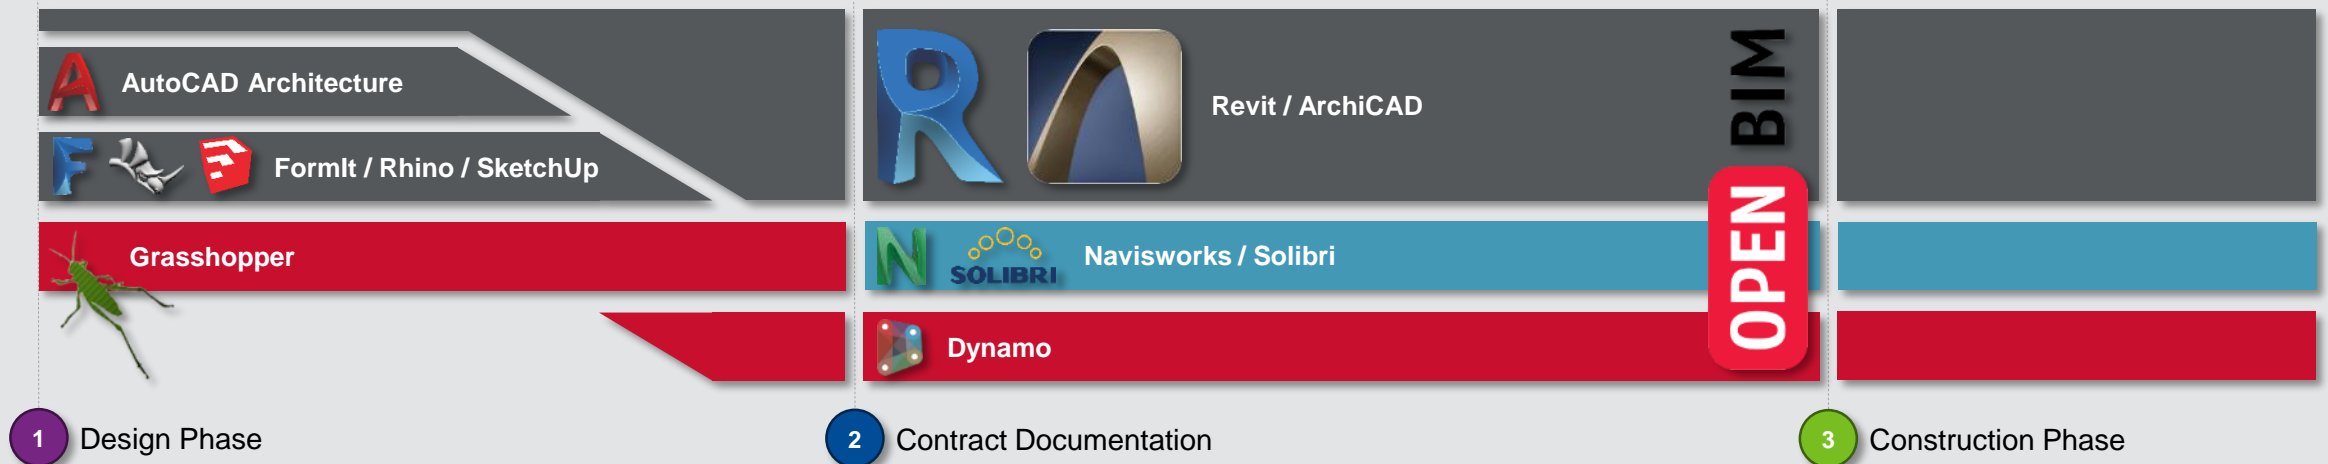 AutoCAD Architecture
FormIt / Rhino / SketchUp
Grasshopper
Revit / ArchiCAD
SOLIBRI
Navisworks / Solibri
Dynamo
OPEN BIM
1 Design Phase
2 Contract Documentation
3 Construction Phase